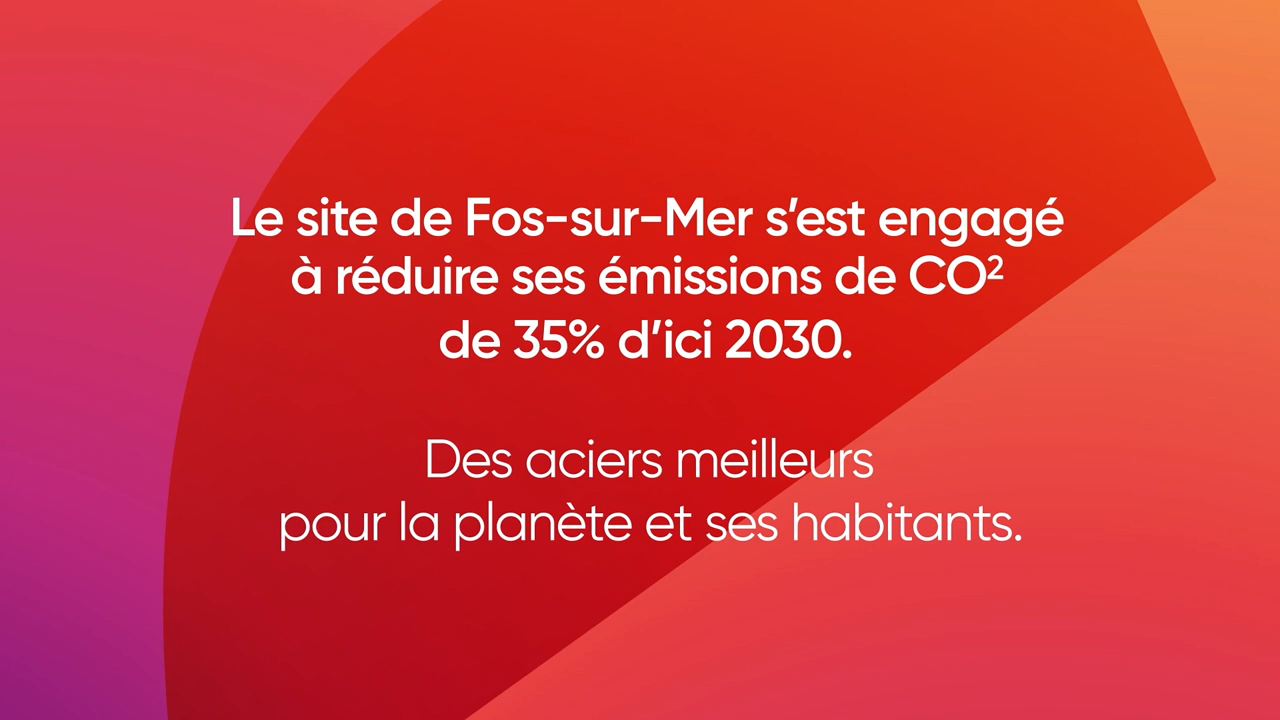 Le site de Fos-sur-Mer s’est engagé
à réduire ses émissions de CO²
de 35% d’ici 2030.
Des aciers meilleurs
pour la planète et ses habitants.